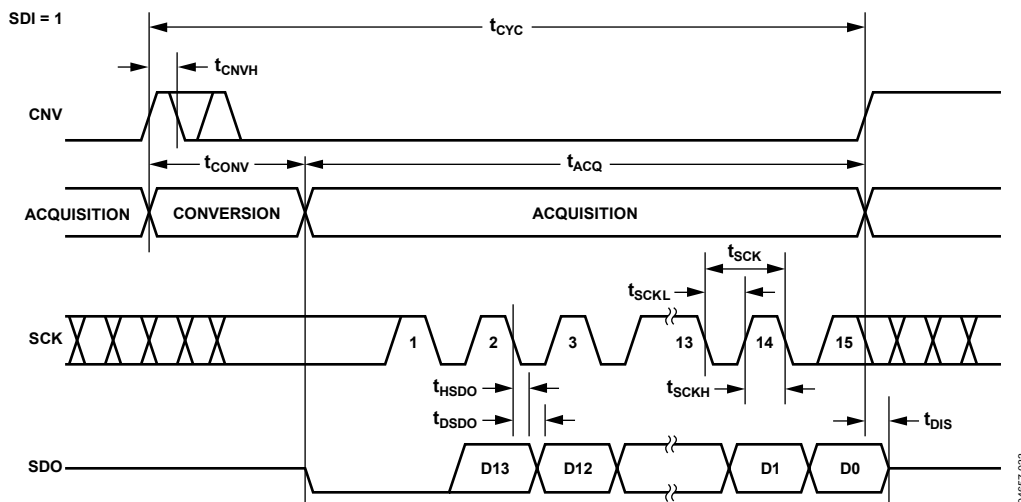 SDI = 1
tCYC
tCNVH
CNV
tCONV
tACQ
ACQUISITION
CONVERSION
ACQUISITION
tSCK
tSCKL
SCK
1
2
3
13
14
15
tHSDO
tSCKH
tDSDO
tDIS
SDO
D13
D12
D1
D0